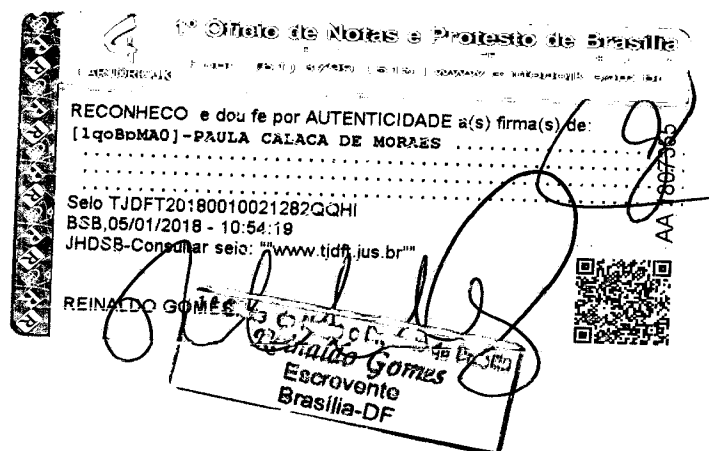 1º Ofício de Notas e Protesto de Brasília
RECONHECO e dou fe por AUTENTICIDADE a(s) firma(s) de:
[1qoBpMA0]-PAULA CALACA DE MORAES
Selo TJDFT20180010021282QQHI
BSB,05/01/2018 - 10:54:19
JHDSB-Consultar selo: ""www.tjdft.jus.br""
REINALDO GOMES
Reinaldo Gomes
Escrevente
Brasília-DF